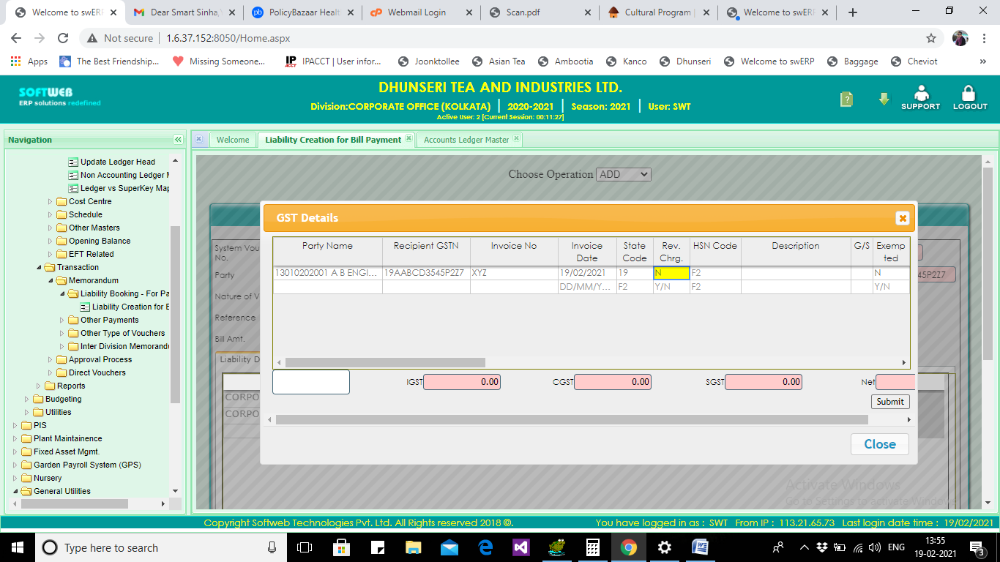 Welcome to swERP
Dear Smart Sinha,
PolicyBazaar Healt
Webmail Login
Scan.pdf
Cultural Program |
Welcome to swERP
Not secure | 1.6.37.152:8050/Home.aspx
Apps
The Best Friendship...
Missing Someone...
IPACCT | User infor...
Joonktollee
Asian Tea
Ambootia
Kanco
Dhunseri
Welcome to swERP
Baggage
Cheviot
SOFTWEB
ERP solutions redefined
DHUNSERI TEA AND INDUSTRIES LTD.
Division:CORPORATE OFFICE (KOLKATA) | 2020-2021 | Season: 2021 | User: SWT
Active User: 2 [Current Session: 00:11:27]
SUPPORT
LOGOUT
Navigation
Update Ledger Head
Non Accounting Ledger M
Ledger vs SuperKey Map
Cost Centre
Schedule
Other Masters
Opening Balance
EFT Related
Transaction
Memorandum
Liability Booking - For Pa
Liability Creation for B
Other Payments
Other Type of Vouchers
Inter Division Memorandu
Approval Process
Direct Vouchers
Reports
Budgeting
Utilities
PIS
Plant Maintainence
Fixed Asset Mgmt.
Garden Payroll System (GPS)
Nursery
General Utilities
Welcome
Liability Creation for Bill Payment
Accounts Ledger Master
Choose Operation ADD
System Vou
No.
Party
45P2Z7
Nature of V
Reference
Bill Amt.
Liability D
CORPO
CORPO
GST Details
Party Name
Recipient GSTN
Invoice No
Invoice Date
State Code
Rev. Chrg.
HSN Code
Description
G/S
Exempted
13010202001 A B ENGI... 19AABCD3545P2Z7 XYZ 19/02/2021 19 N F2 N
DD/MM/Y... F2 Y/N F2 Y/N
IGST 0.00 CGST 0.00 SGST 0.00 Net
Submit
Close
Activate Windows
Go to Settings to activate Windows.
Copyright Softweb Technologies Pvt. Ltd. All Rights reserved 2018 ©.
You have logged in as : SWT From IP : 113.21.65.73 Last login date time : 19/02/2021
Type here to search
ENG
13:55
19-02-2021
3